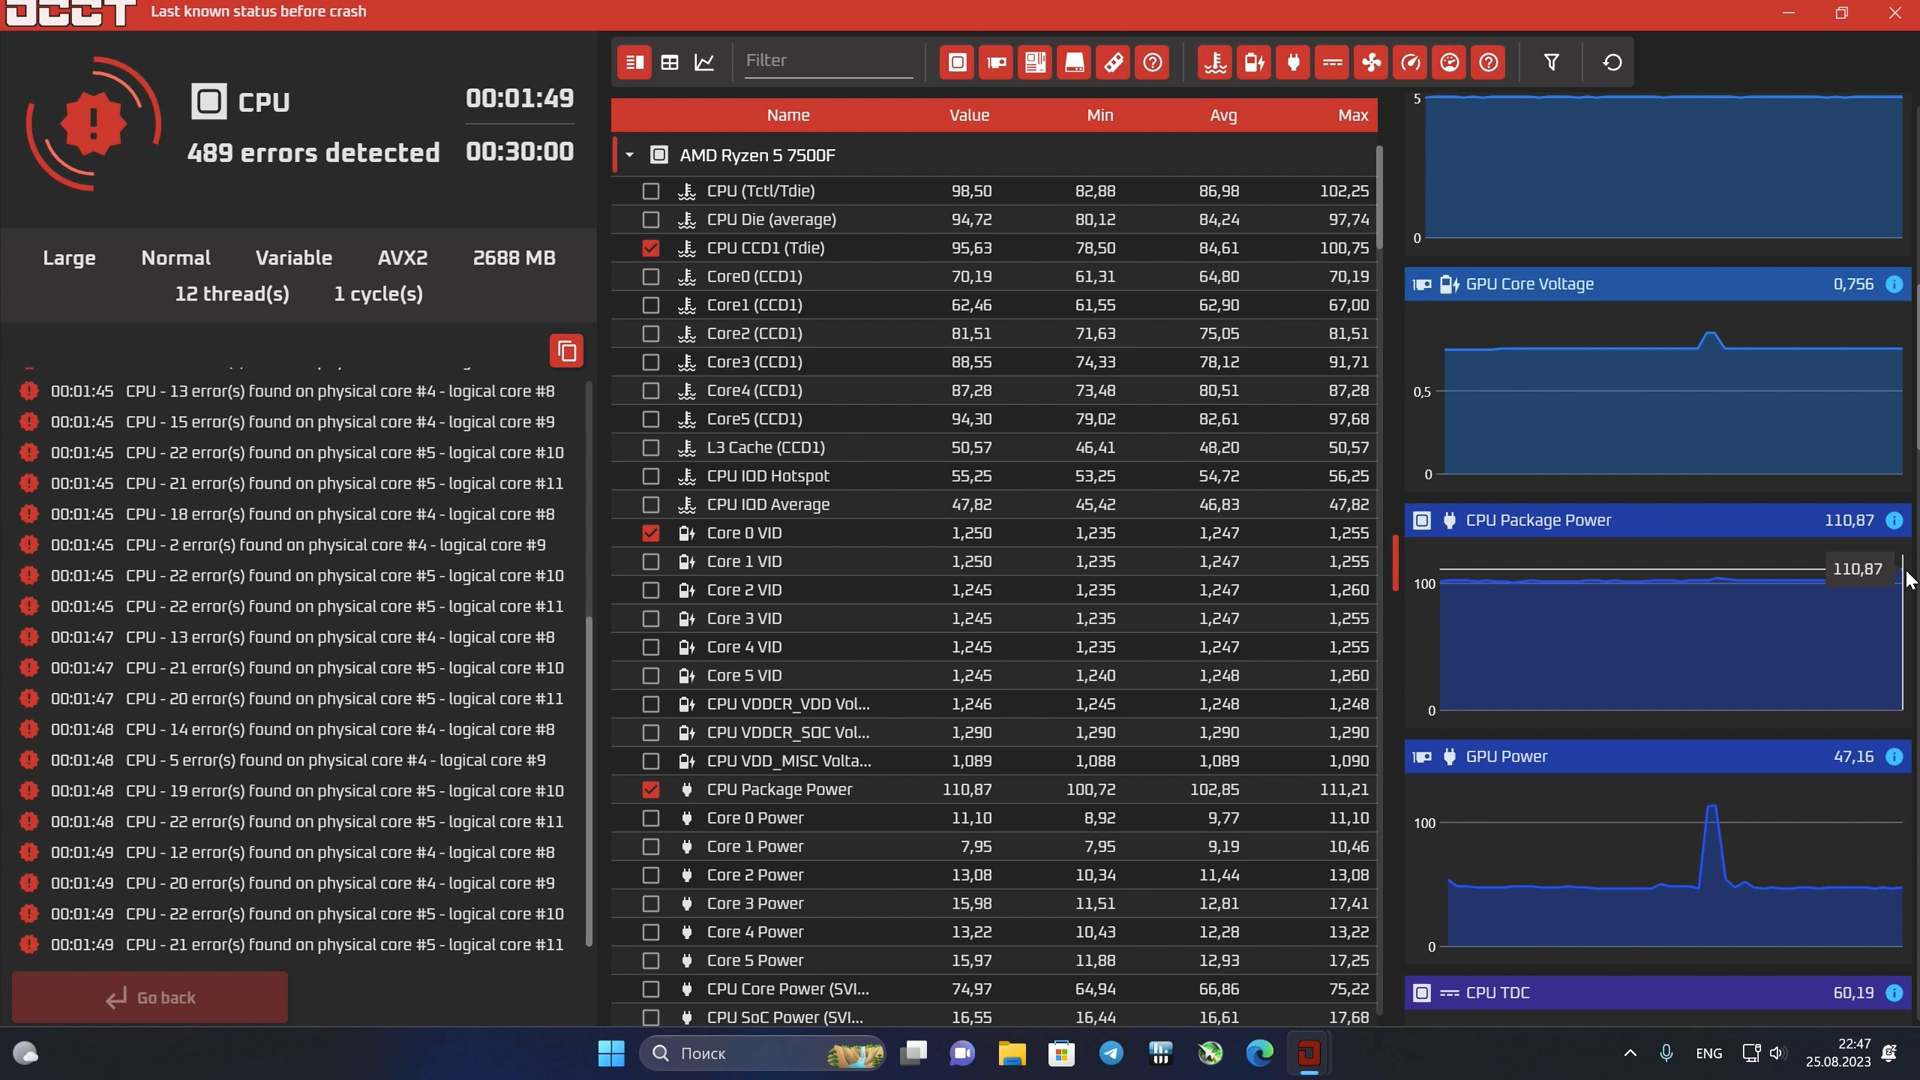 OCCT
Last known status before crash
CPU
00:01:49
489 errors detected
00:30:00
Large
Normal
Variable
AVX2
2688 MB
12 thread(s)
1 cycle(s)
00:01:45 CPU - 13 error(s) found on physical core #4 - logical core #8
00:01:45 CPU - 15 error(s) found on physical core #4 - logical core #9
00:01:45 CPU - 22 error(s) found on physical core #5 - logical core #10
00:01:45 CPU - 21 error(s) found on physical core #5 - logical core #11
00:01:45 CPU - 18 error(s) found on physical core #4 - logical core #8
00:01:45 CPU - 2 error(s) found on physical core #4 - logical core #9
00:01:45 CPU - 22 error(s) found on physical core #5 - logical core #10
00:01:45 CPU - 22 error(s) found on physical core #5 - logical core #11
00:01:47 CPU - 13 error(s) found on physical core #4 - logical core #8
00:01:47 CPU - 21 error(s) found on physical core #5 - logical core #10
00:01:47 CPU - 20 error(s) found on physical core #5 - logical core #11
00:01:48 CPU - 14 error(s) found on physical core #4 - logical core #8
00:01:48 CPU - 5 error(s) found on physical core #4 - logical core #9
00:01:48 CPU - 19 error(s) found on physical core #5 - logical core #10
00:01:48 CPU - 22 error(s) found on physical core #5 - logical core #11
00:01:49 CPU - 12 error(s) found on physical core #4 - logical core #8
00:01:49 CPU - 20 error(s) found on physical core #4 - logical core #9
00:01:49 CPU - 22 error(s) found on physical core #5 - logical core #10
00:01:49 CPU - 21 error(s) found on physical core #5 - logical core #11
Go back
Filter
Name Value Min Avg Max
AMD Ryzen 5 7500F
CPU (Tctl/Tdie) 98,50 82,88 86,98 102,25
CPU Die (average) 94,72 80,12 84,24 97,74
CPU CCD1 (Tdie) 95,63 78,50 84,61 100,75
Core0 (CCD1) 70,19 61,31 64,80 70,19
Core1 (CCD1) 62,46 61,55 62,90 67,00
Core2 (CCD1) 81,51 71,63 75,05 81,51
Core3 (CCD1) 88,55 74,33 78,12 91,71
Core4 (CCD1) 87,28 73,48 80,51 87,28
Core5 (CCD1) 94,30 79,02 82,61 97,68
L3 Cache (CCD1) 50,57 46,41 48,20 50,57
CPU IOD Hotspot 55,25 53,25 54,72 56,25
CPU IOD Average 47,82 45,42 46,83 47,82
Core 0 VID 1,250 1,235 1,247 1,255
Core 1 VID 1,250 1,235 1,247 1,255
Core 2 VID 1,245 1,235 1,247 1,260
Core 3 VID 1,245 1,235 1,247 1,255
Core 4 VID 1,245 1,235 1,247 1,255
Core 5 VID 1,245 1,240 1,248 1,260
CPU VDDCR_VDD Vol... 1,246 1,245 1,248 1,248
CPU VDDCR_SOC Vol... 1,290 1,290 1,290 1,290
CPU VDD_MISC Volta... 1,089 1,088 1,089 1,090
CPU Package Power 110,87 100,72 102,85 111,21
Core 0 Power 11,10 8,92 9,77 11,10
Core 1 Power 7,95 7,95 9,19 10,46
Core 2 Power 13,08 10,34 11,44 13,08
Core 3 Power 15,98 11,51 12,81 17,41
Core 4 Power 13,22 10,43 12,28 13,22
Core 5 Power 15,97 11,88 12,93 17,25
CPU Core Power (SVI... 74,97 64,94 66,86 75,22
CPU SoC Power (SVI... 16,55 16,44 16,61 17,68
5
0
GPU Core Voltage 0,756
0,5
0
CPU Package Power 110,87
110,87
100
0
GPU Power 47,16
100
0
CPU TDC 60,19
Поиск
ENG
22:47
25.08.2023